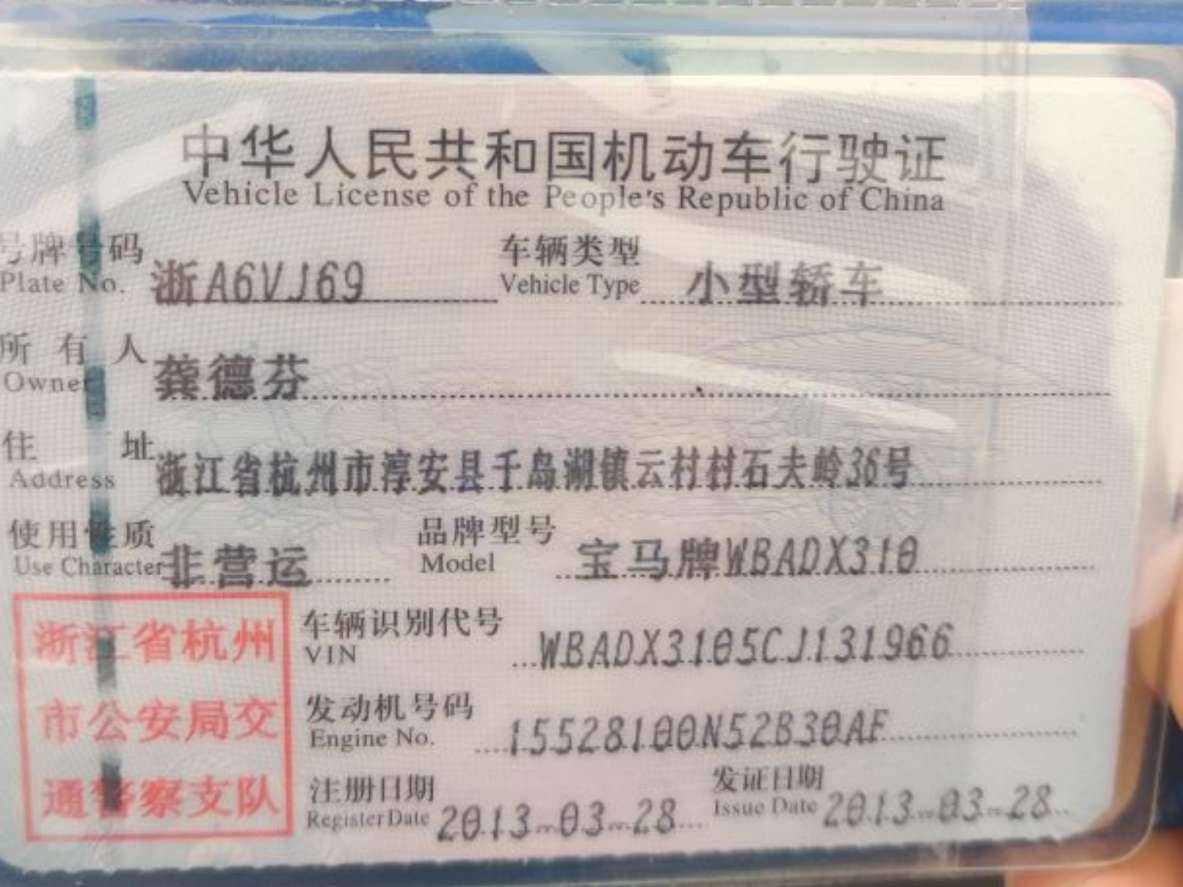 中华人民共和国机动车行驶证
Vehicle License of the People's Republic of China
号牌号码 浙A6VJ69 车辆类型 小型轿车
Plate No. Vehicle Type
所有人 龚德芬
Owner
住址 浙江省杭州市淳安县千岛湖镇云村村石夫岭36号
Address
使用性质 非营运 品牌型号 宝马牌WBADX310
Use Character Model
浙江省杭州
市公安局交
通警察支队
车辆识别代号 WBADX3105CJ131966
VIN
发动机号码 15528100N52B30AF
Engine No.
注册日期 2013-03-28 发证日期 2013-03-28
Register Date Issue Date